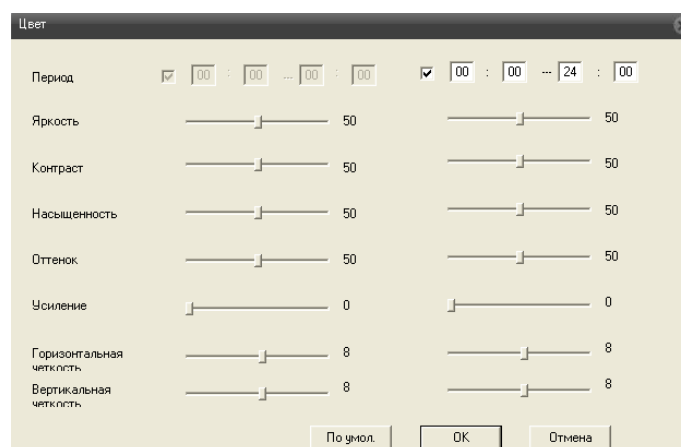 Цвет
Период 00 : 00 ... 00 : 00 00 : 00 --- 24 : 00
Яркость 50 50
Контраст 50 50
Насыщенность 50 50
Оттенок 50 50
Усиление 0 0
Горизонтальная
четкость 8 8
Вертикальная
четкость 8 8
По умол. OK Отмена